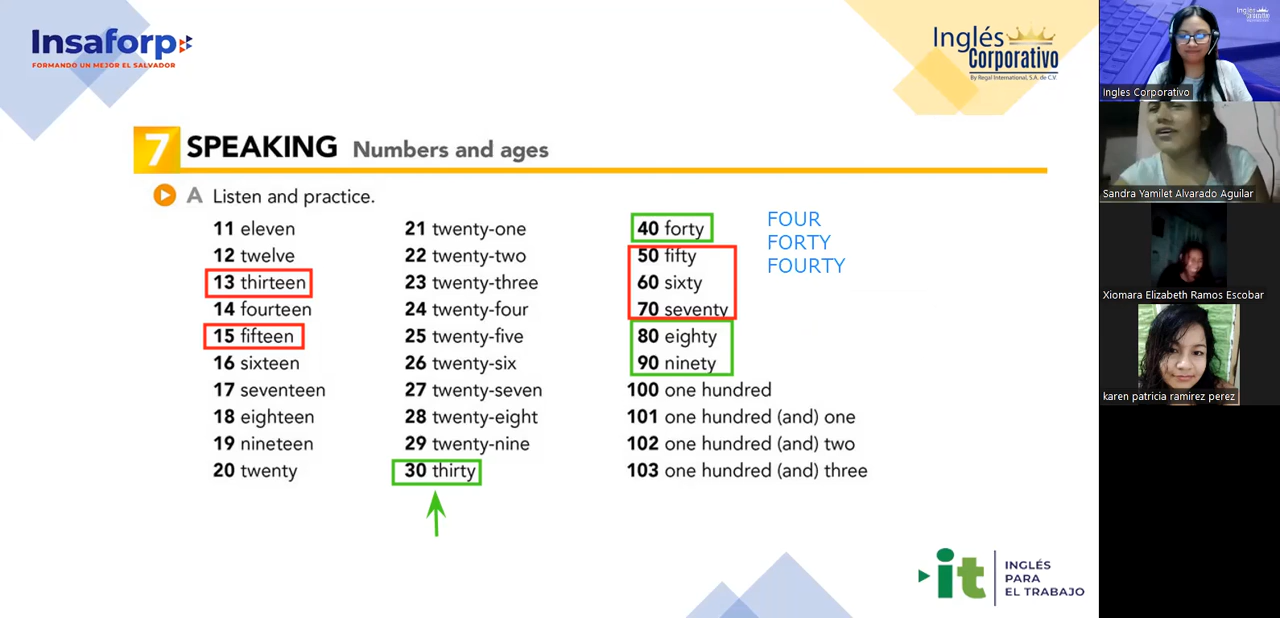 Insaforp
FORMANDO UN MEJOR EL SALVADOR
Inglés
Corporativo
By Regal International, S.A. de C.V.
7 SPEAKING Numbers and ages
A Listen and practice.
11 eleven
12 twelve
13 thirteen
14 fourteen
15 fifteen
16 sixteen
17 seventeen
18 eighteen
19 nineteen
20 twenty
21 twenty-one
22 twenty-two
23 twenty-three
24 twenty-four
25 twenty-five
26 twenty-six
27 twenty-seven
28 twenty-eight
29 twenty-nine
30 thirty
40 forty
50 fifty
60 sixty
70 seventy
80 eighty
90 ninety
100 one hundred
101 one hundred (and) one
102 one hundred (and) two
103 one hundred (and) three
FOUR
FORTY
FOURTY
it
INGLÉS
PARA
EL TRABAJO
Inglés
Corporativo
Ingles Corporativo
Sandra Yamilet Alvarado Aguilar
Xiomara Elizabeth Ramos Escobar
karen patricia ramirez perez